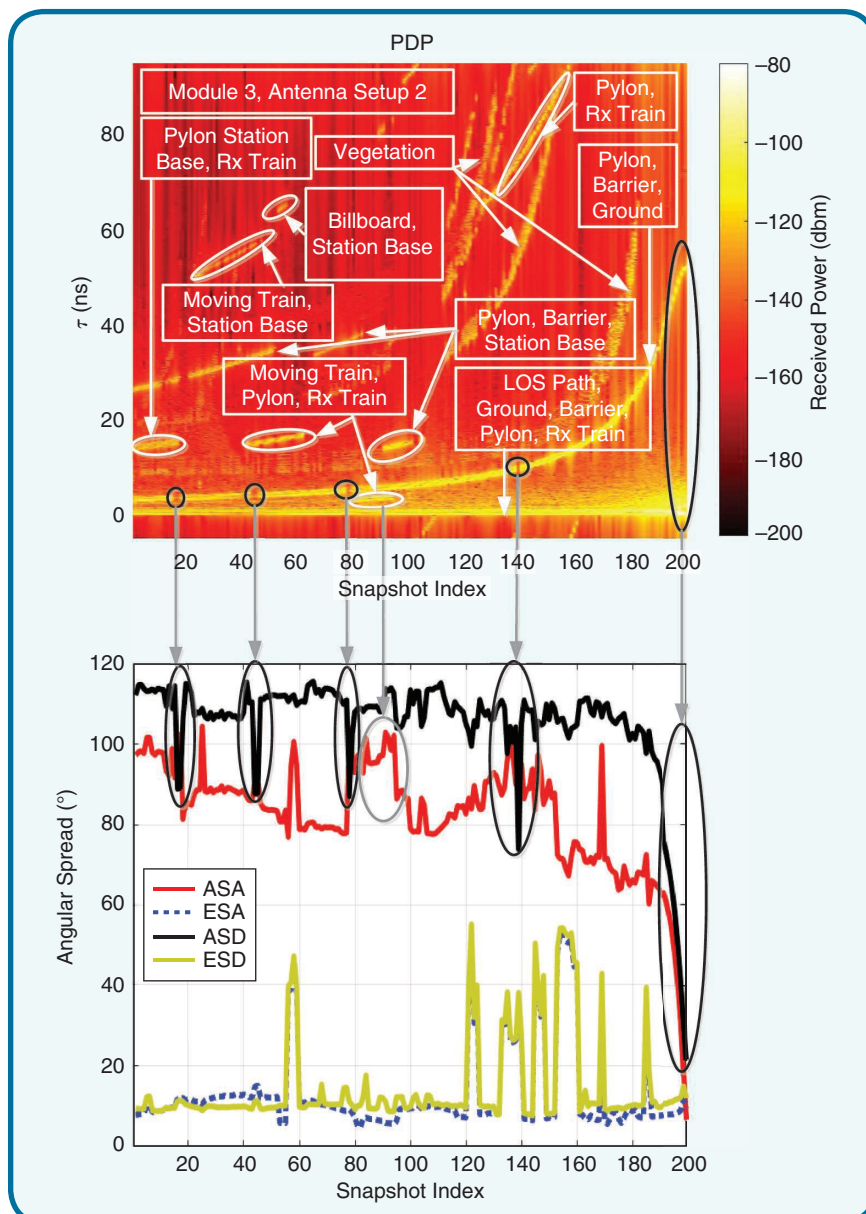 PDP
Module 3, Antenna Setup 2
Pylon Station
Base, Rx Train
Vegetation
Pylon,
Rx Train
Pylon,
Barrier,
Ground
Billboard,
Station Base
Moving Train,
Station Base
Pylon, Barrier,
Station Base
Moving Train,
Pylon, Rx Train
LOS Path,
Ground, Barrier,
Pylon, Rx Train
τ (ns)
80
60
40
20
0
20 40 60 80 100 120 140 160 180 200
Snapshot Index
–80
–100
–120
–140
–160
–180
–200
Received Power (dbm)
120
100
80
60
40
20
0
Angular Spread (°)
ASA
ESA
ASD
ESD
20 40 60 80 100 120 140 160 180 200
Snapshot Index